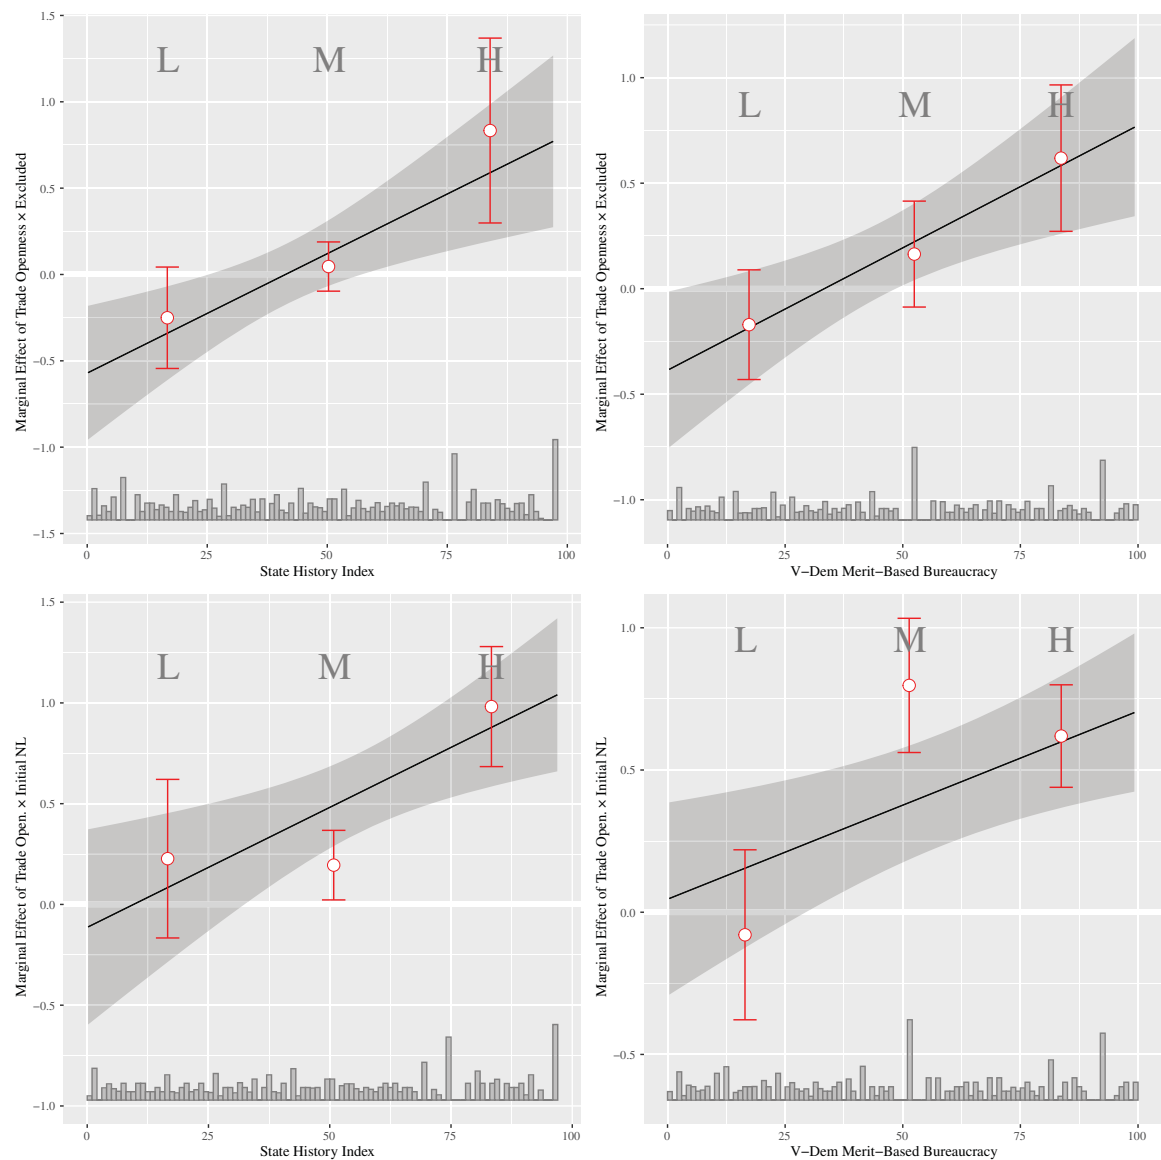 1.5
1.0
0.5
0.0
−0.5
−1.0
−1.5
Marginal Effect of Trade Openness × Excluded
L M H
0 25 50 75 100
State History Index
1.0
0.5
0.0
−0.5
−1.0
Marginal Effect of Trade Openness × Excluded
L M H
0 25 50 75 100
V−Dem Merit−Based Bureaucracy
1.5
1.0
0.5
0.0
−0.5
−1.0
Marginal Effect of Trade Open. × Initial NL
L M H
0 25 50 75 100
State History Index
1.0
0.5
0.0
−0.5
Marginal Effect of Trade Open. × Initial NL
L M H
0 25 50 75 100
V−Dem Merit−Based Bureaucracy